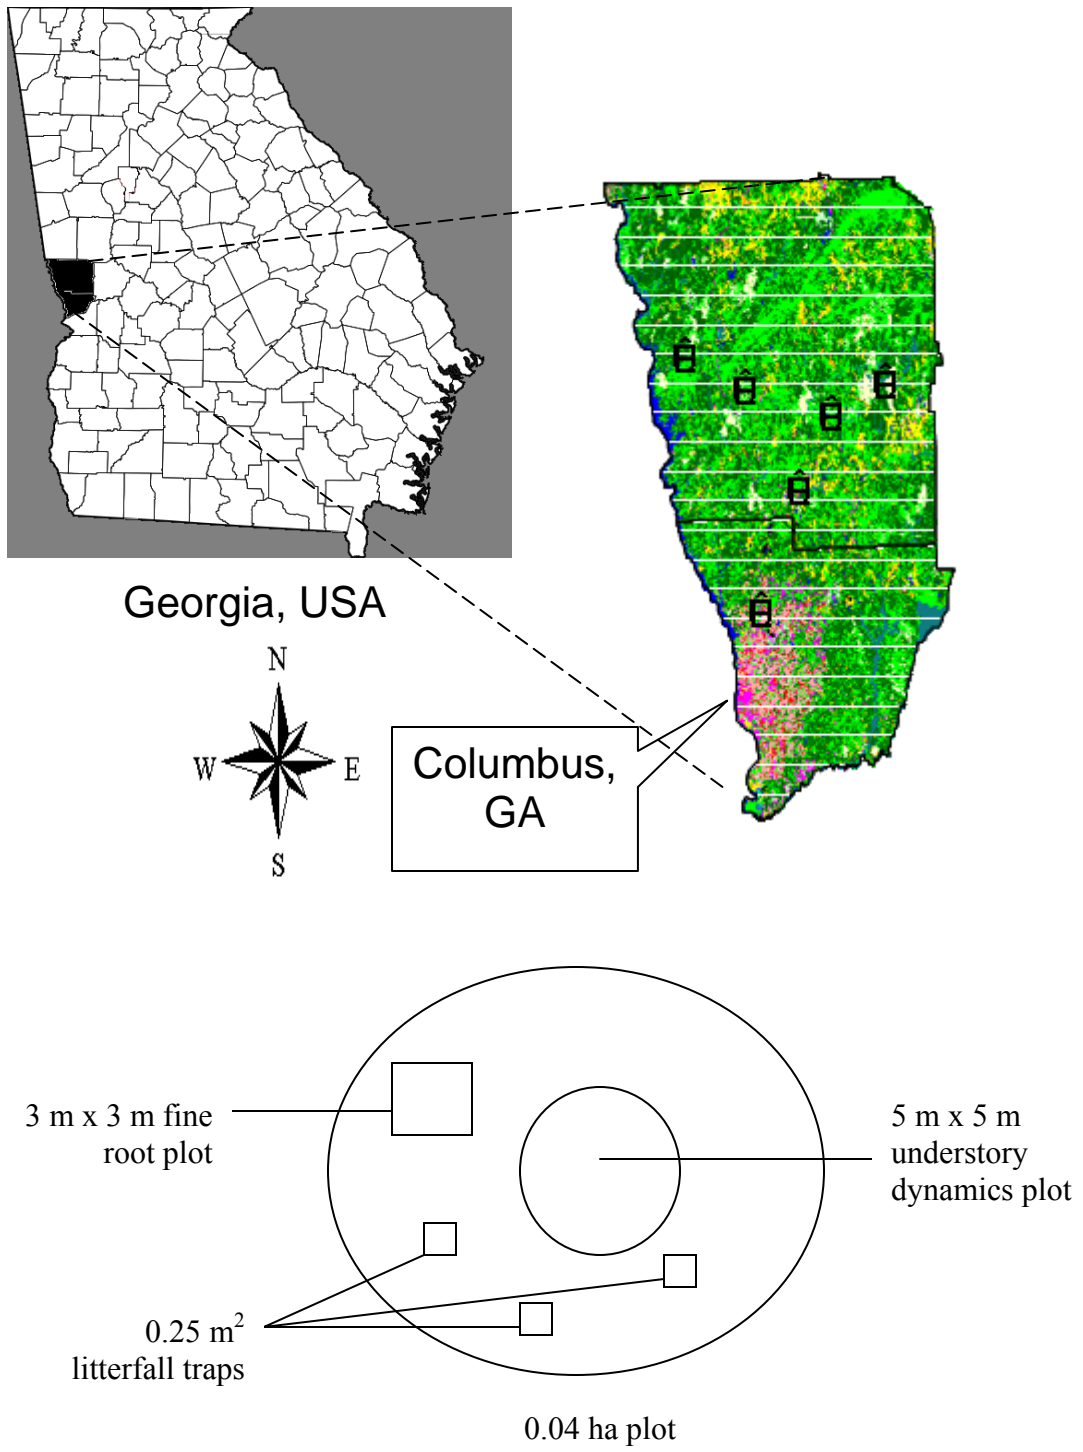 Georgia, USA
N
W
E
S
Columbus,
GA
3 m x 3 m fine
root plot
5 m x 5 m
understory
dynamics plot
0.25 m²
litterfall traps
0.04 ha plot